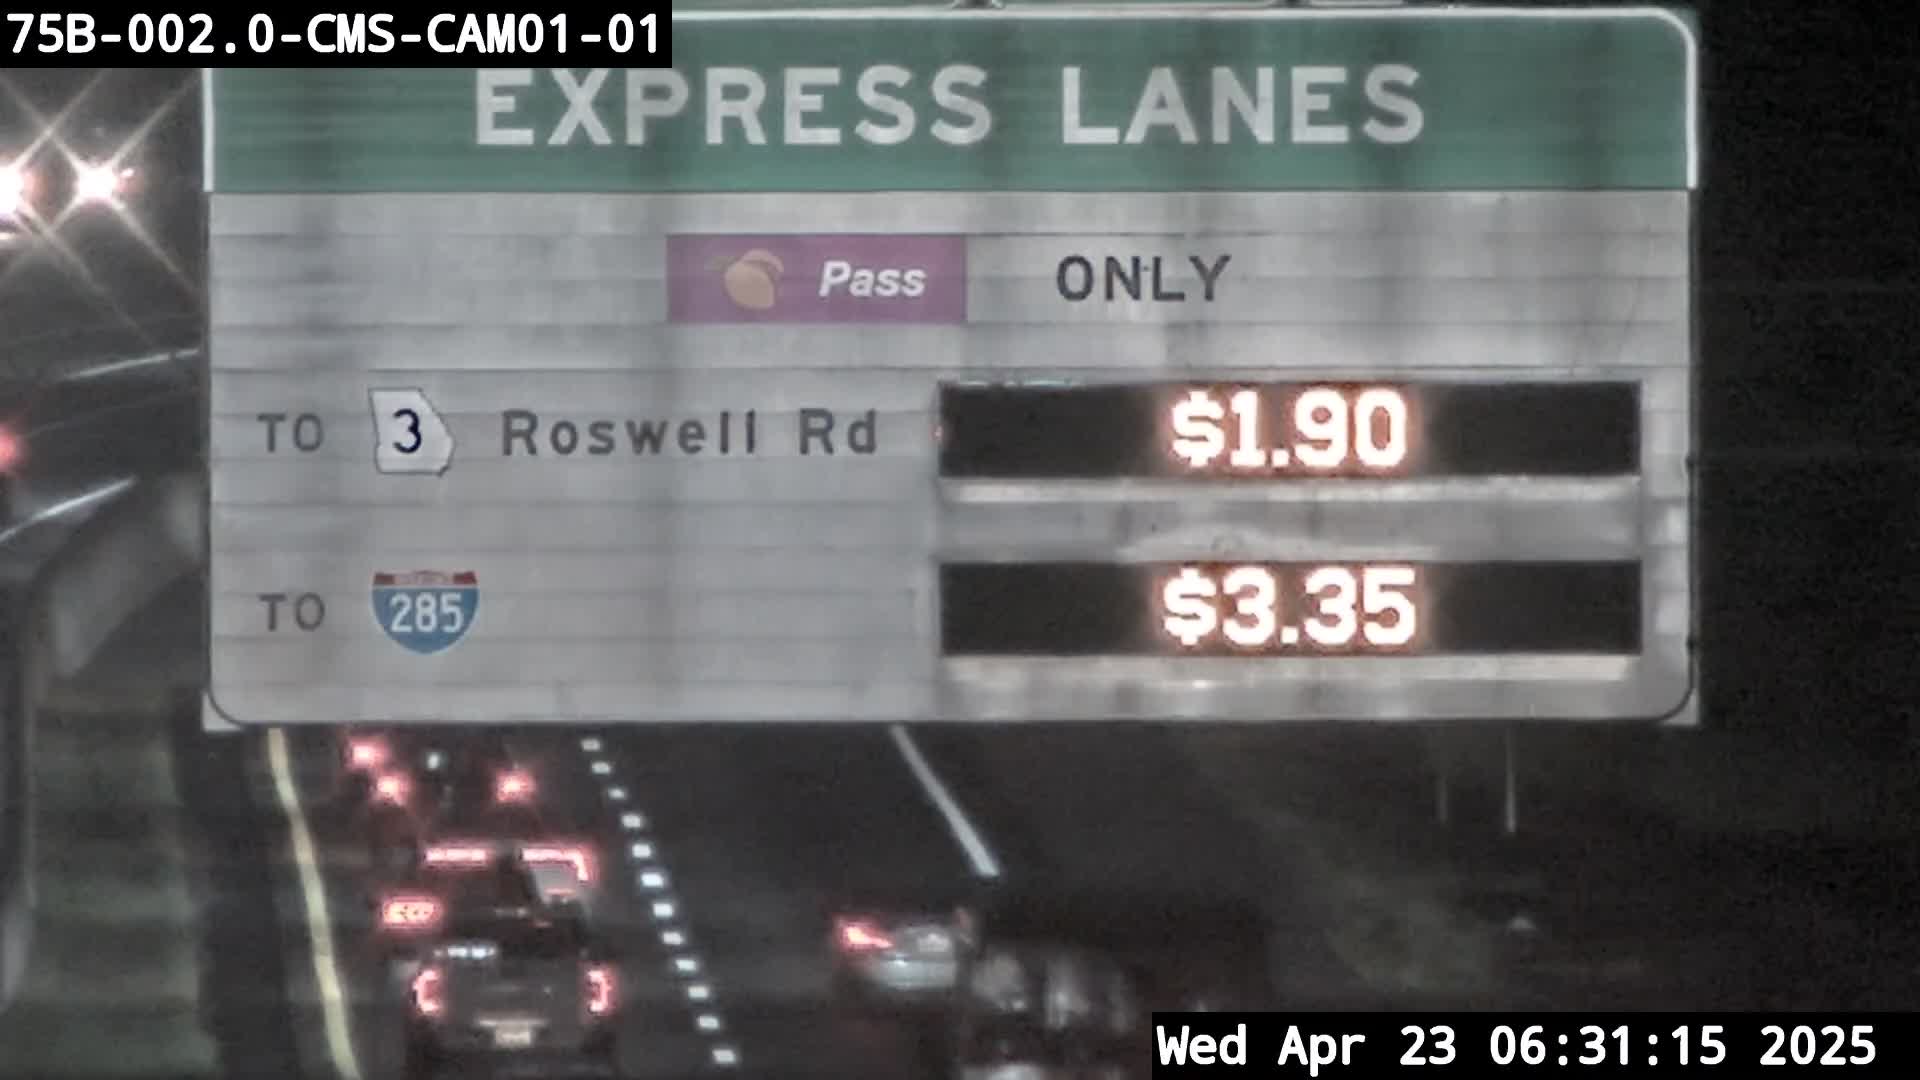 75B-002.0-CMS-CAM01-01
EXPRESS LANES
Pass ONLY
TO 3 Roswell Rd $1.90
TO 285 $3.35
Wed Apr 23 06:31:15 2025